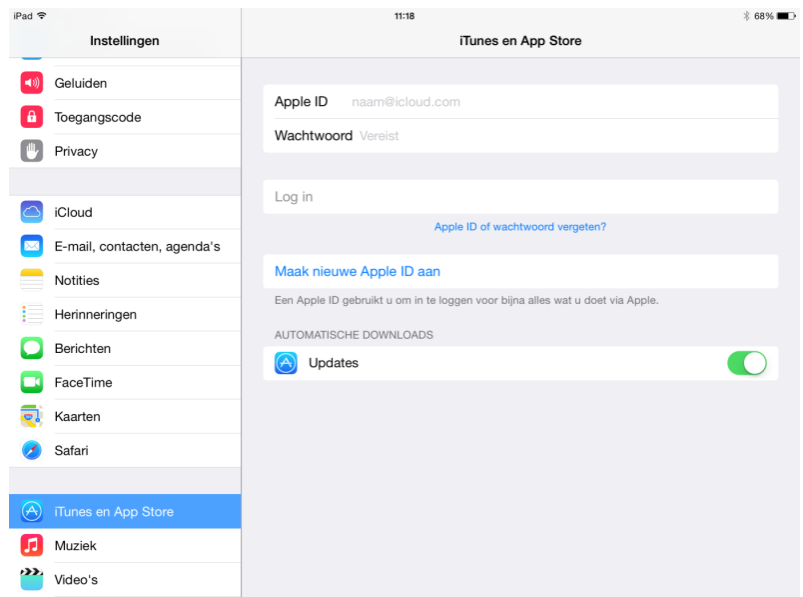 iPad 11:18 68%
Instellingen
Geluiden
Toegangscode
Privacy
iCloud
E-mail, contacten, agenda's
Notities
Herinneringen
Berichten
FaceTime
Kaarten
Safari
iTunes en App Store
Muziek
Video's
iTunes en App Store
Apple ID naam@icloud.com
Wachtwoord Vereist
Log in
Apple ID of wachtwoord vergeten?
Maak nieuwe Apple ID aan
Een Apple ID gebruikt u om in te loggen voor bijna alles wat u doet via Apple.
AUTOMATISCHE DOWNLOADS
Updates